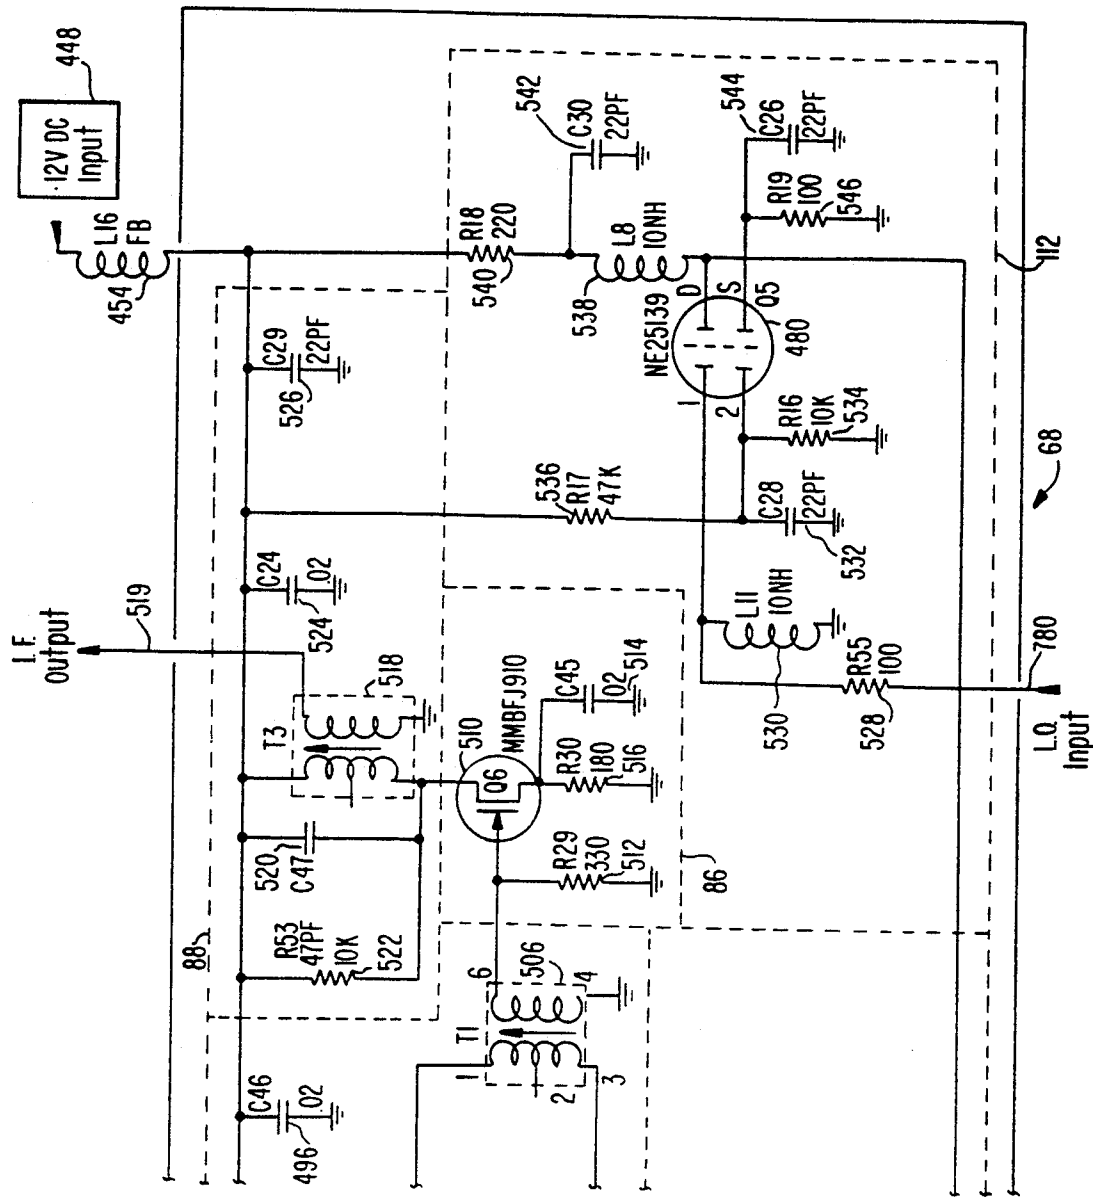 448
.12V DC
Input
L16
FB
454
542
C30
22PF
544
C26
22PF
R18
220
540
R19
100
546
L8
10NH
538
D
S
Q5
112
C29
22PF
526
NE25139
480
1
2
R16
10K
534
68
536
R17
47K
C28
22PF
532
I.F.
Output
519
C24
.02
524
L11
10NH
530
518
T3
510
MMBFJ910
C45
.02
514
R55
100
528
780
L.O.
Input
Q6
R30
180
516
520
C47
R29
330
512
86
88
R53
47PF
10K
522
6
506
4
T1
1
2
3
C46
.02
496